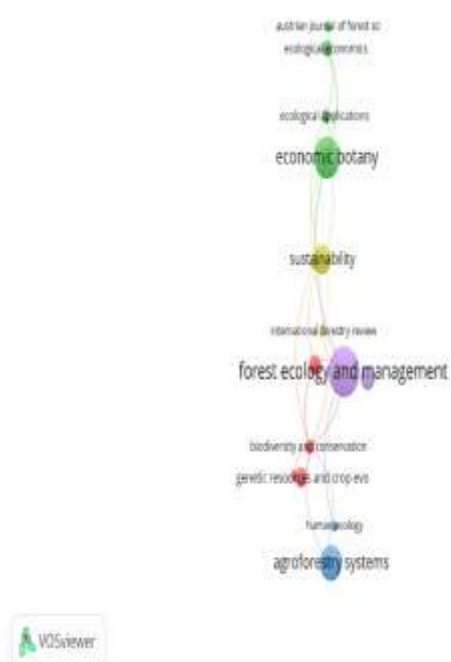 austrian journal of forest sci
ecological economics
ecological applications
economic botany
sustainability
international forestry review
forest ecology and management
biodiversity and conservation
genetic resources and crop evo
human ecology
agroforestry systems
VOSviewer